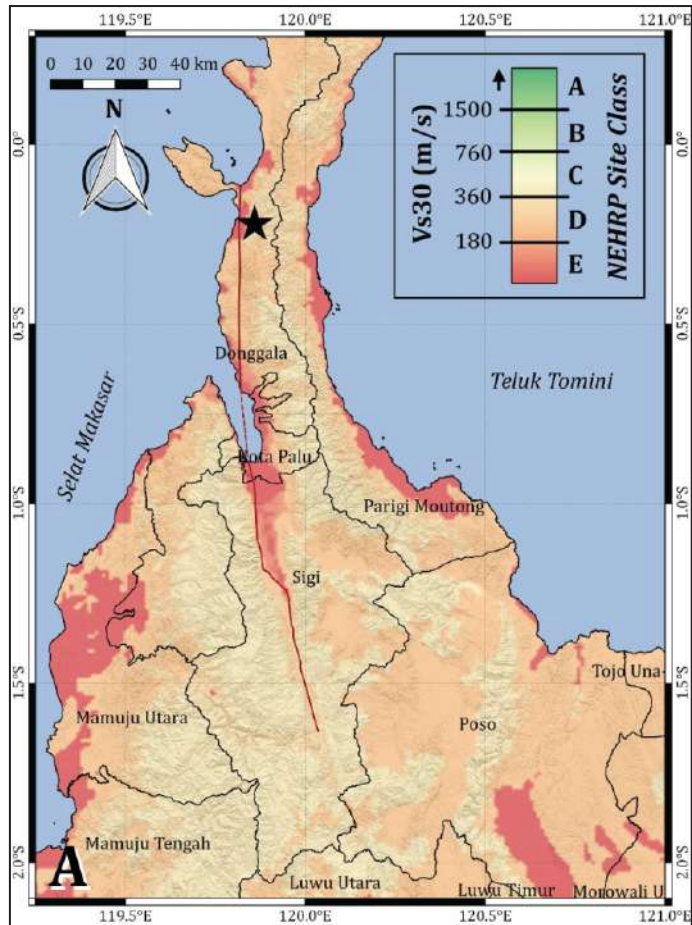 119.5°E 120.0°E 120.5°E 121.0°E
0 10 20 30 40 km
N
A
1500
B
760
C
360
D
180
E
Vs30 (m/s)
NEHRP Site Class
0.0°
0.0°
0.5°S
0.5°S
Donggala
Teluk Tomini
Selat Makasar
Kota Palu
1.0°S
1.0°S
Parigi Moutong
Sigi
1.5°S
1.5°S
Tojo Una-
Mamuju Utara
Poso
Mamuju Tengah
2.0°S
2.0°S
A
Luwu Utara
Luwu Timur
Morowali U
119.5°E 120.0°E 120.5°E 121.0°E